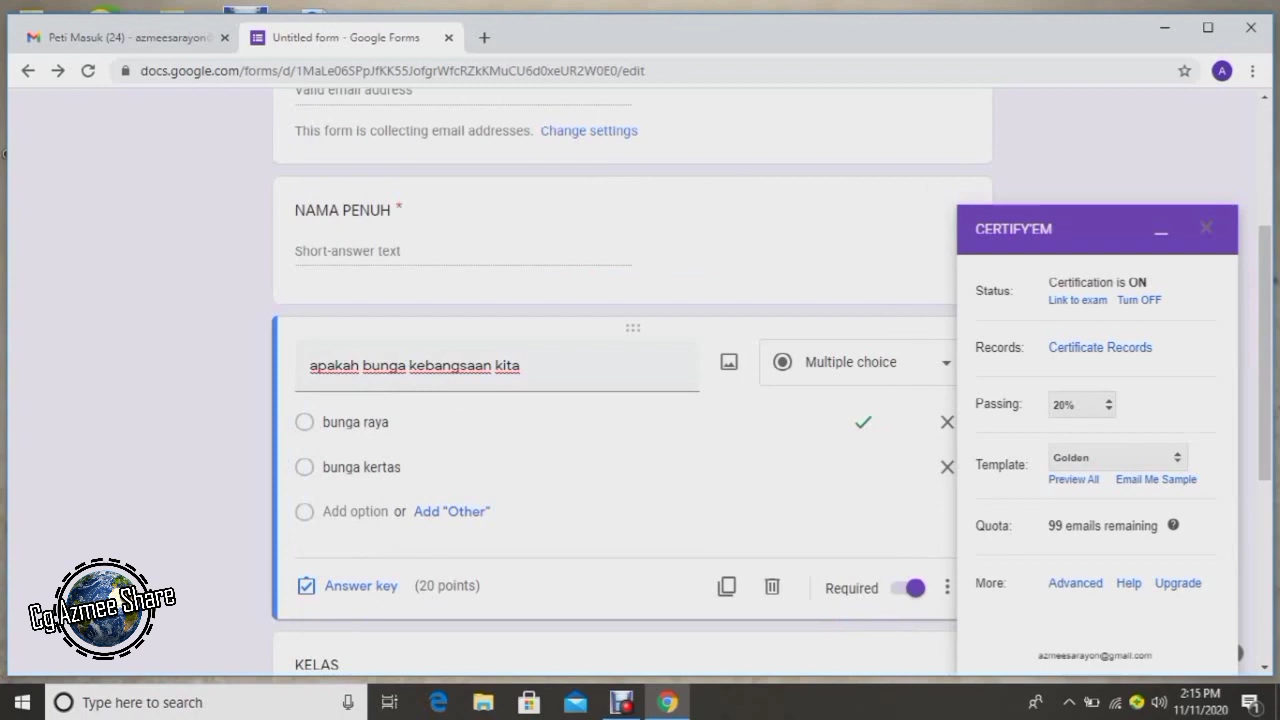 Peti Masuk (24) - azmeesarayon@
Untitled form - Google Forms
docs.google.com/forms/d/1MaLe06SPpJfKK55JofgrWfcRZkKMuCU6d0xeUR2W0E0/edit
A
Valid email address
This form is collecting email addresses. Change settings
NAMA PENUH *
Short-answer text
apakah bunga kebangsaan kita
Multiple choice
bunga raya
bunga kertas
Add option or Add "Other"
Answer key (20 points)
Required
KELAS
CERTIFY'EM
Status: Certification is ON
Link to exam Turn OFF
Records: Certificate Records
Passing: 20%
Template: Golden
Preview All Email Me Sample
Quota: 99 emails remaining
More: Advanced Help Upgrade
azmeesarayon@gmail.com
Cg Azmee Share
Type here to search
2:15 PM
11/11/2020
1